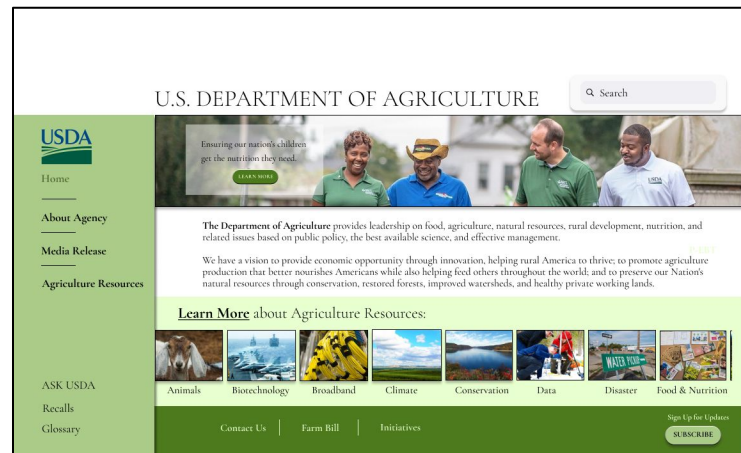 U.S. DEPARTMENT OF AGRICULTURE
Search
USDA
Home
About Agency
Media Release
Agriculture Resources
ASK USDA
Recalls
Glossary
Ensuring our nation's children
get the nutrition they need.
LEARN MORE
The Department of Agriculture provides leadership on food, agriculture, natural resources, rural development, nutrition, and
related issues based on public policy, the best available science, and effective management.
We have a vision to provide economic opportunity through innovation, helping rural America to thrive; to promote agriculture
production that better nourishes Americans while also helping feed others throughout the world; and to preserve our Nation's
natural resources through conservation, restored forests, improved watersheds, and healthy private working lands.
Learn More about Agriculture Resources:
WATER PICKUP
Animals
Biotechnology
Broadband
Climate
Conservation
Data
Disaster
Food & Nutrition
Contact Us
Farm Bill
Initiatives
Sign Up for Updates
SUBSCRIBE